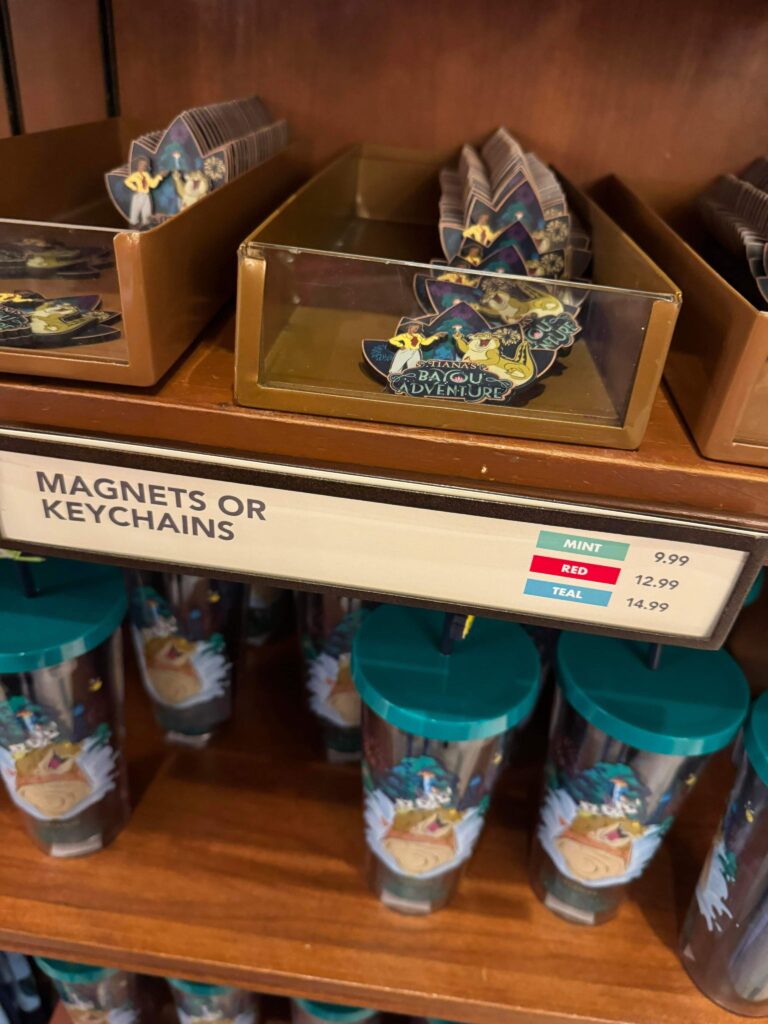 TIANA'S
BAYOU
ADVENTURE
MAGNETS OR
KEYCHAINS
MINT 9.99
RED 12.99
TEAL 14.99